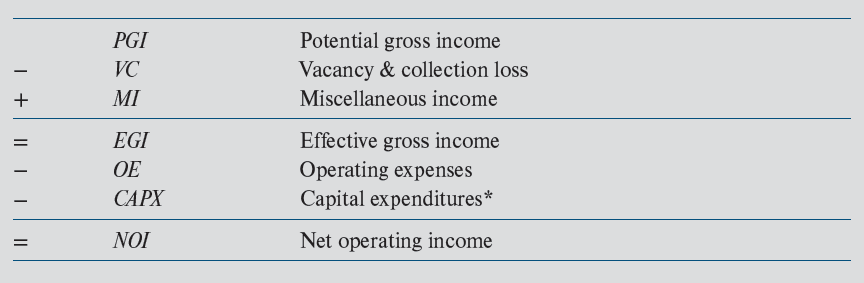 PGI Potential gross income
− VC Vacancy & collection loss
+ MI Miscellaneous income
= EGI Effective gross income
− OE Operating expenses
− CAPX Capital expenditures*
= NOI Net operating income